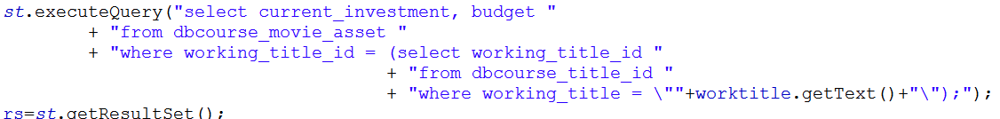 st.executeQuery("select current_investment, budget "
+ "from dbcourse_movie_asset "
+ "where working_title_id = (select working_title_id "
+ "from dbcourse_title_id "
+ "where working_title = \""+worktitle.getText()+"\");");
rs=st.getResultSet();